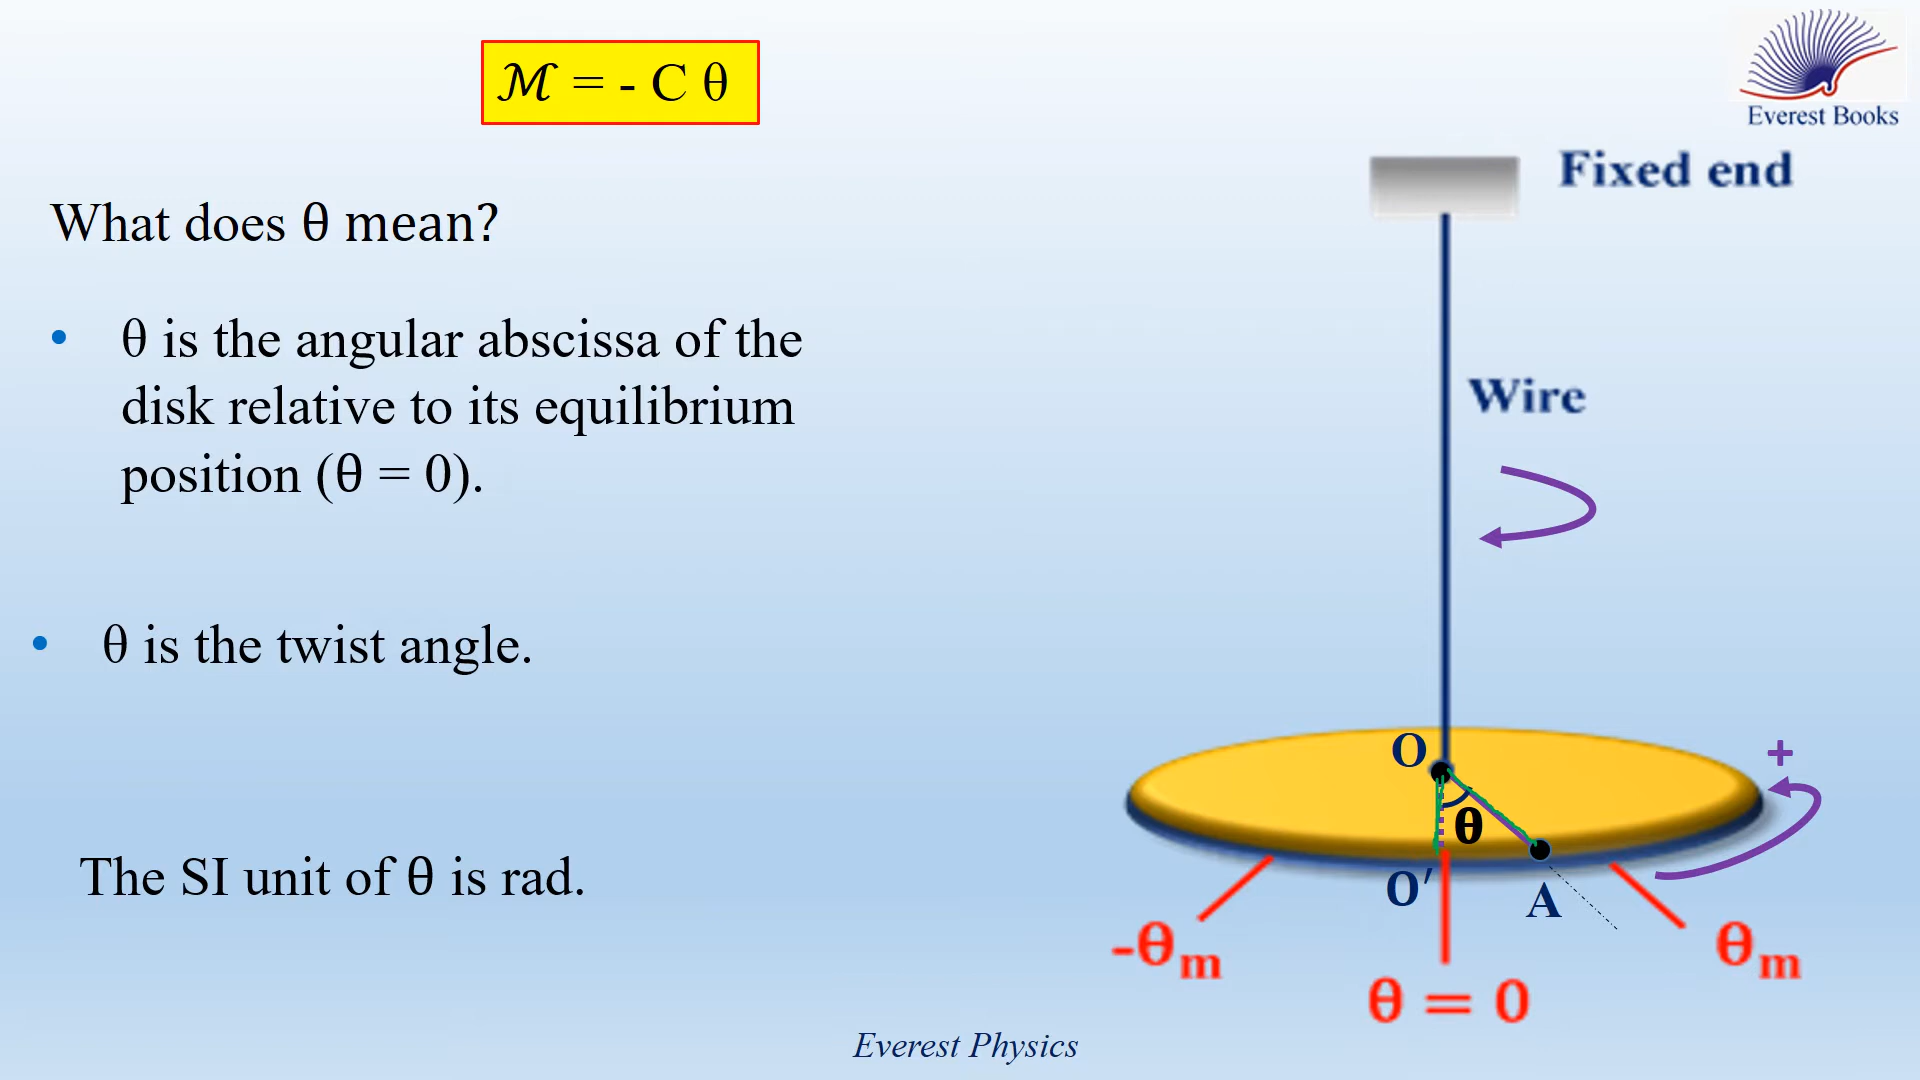 ℳ = - C θ
Everest Books
Fixed end
What does θ mean?
• θ is the angular abscissa of the
disk relative to its equilibrium
position (θ = 0).
Wire
• θ is the twist angle.
O
+
θ
The SI unit of θ is rad.
O′
A
-θm
θm
θ = 0
Everest Physics